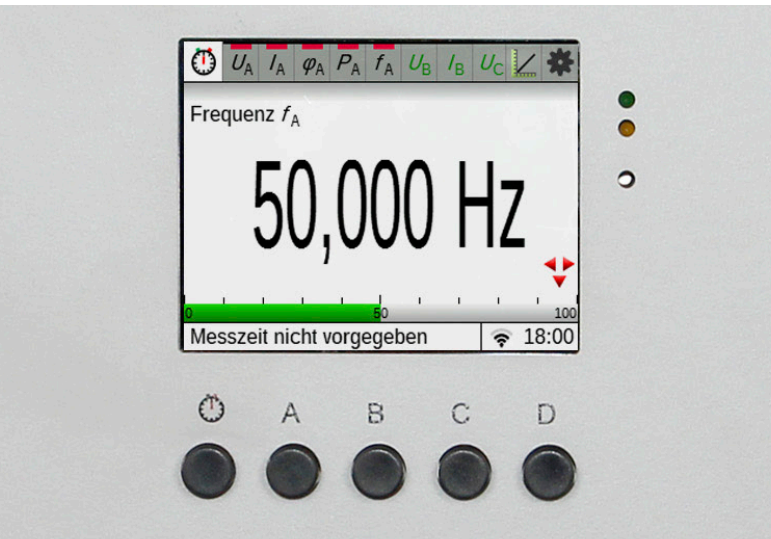 U_A I_A φ_A P_A f_A U_B I_B U_C
Frequenz f_A
50,000 Hz
0 50 100
Messzeit nicht vorgegeben 18:00
A B C D